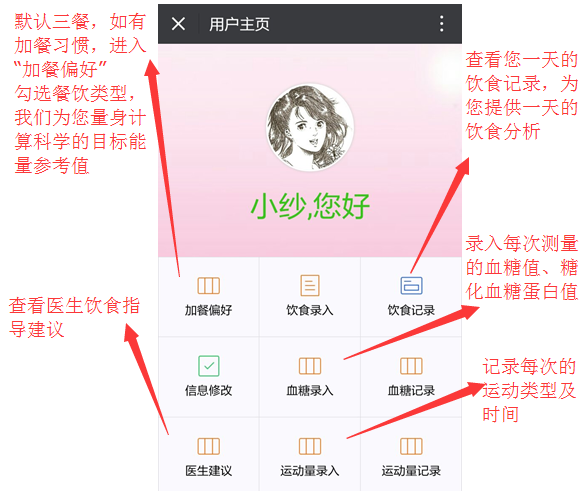 默认三餐，如有
加餐习惯，进入
“加餐偏好”
勾选餐饮类型，
我们为您量身计
算科学的目标能
量参考值
用户主页
查看您一天的
饮食记录，为
您提供一天的
饮食分析
小纱,您好
录入每次测量
的血糖值、糖
化血糖蛋白值
加餐偏好
饮食录入
饮食记录
查看医生饮食指
导建议
信息修改
血糖录入
血糖记录
记录每次的
运动类型及
时间
医生建议
运动量录入
运动量记录